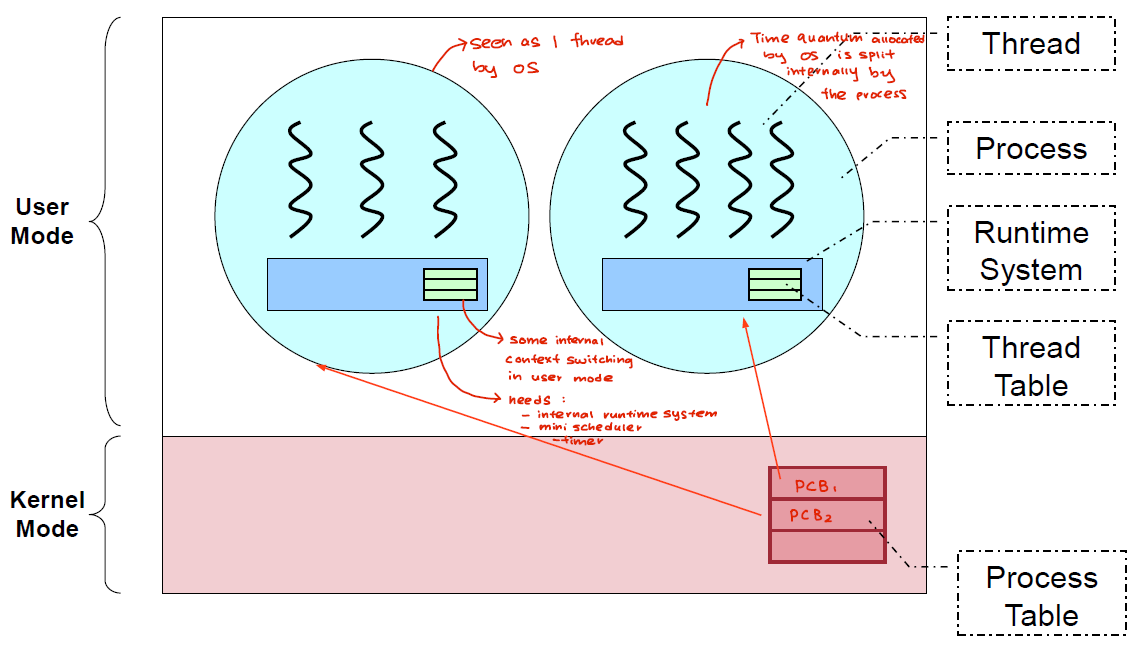 seen as 1 thread
by OS
Time quantum allocated
by OS is split
internally by
the process
Thread
Process
User
Mode
Runtime
System
Some internal
context switching
in user mode
Thread
Table
needs :
- internal runtime system
- mini scheduler
- timer
Kernel
Mode
PCB1
PCB2
Process
Table